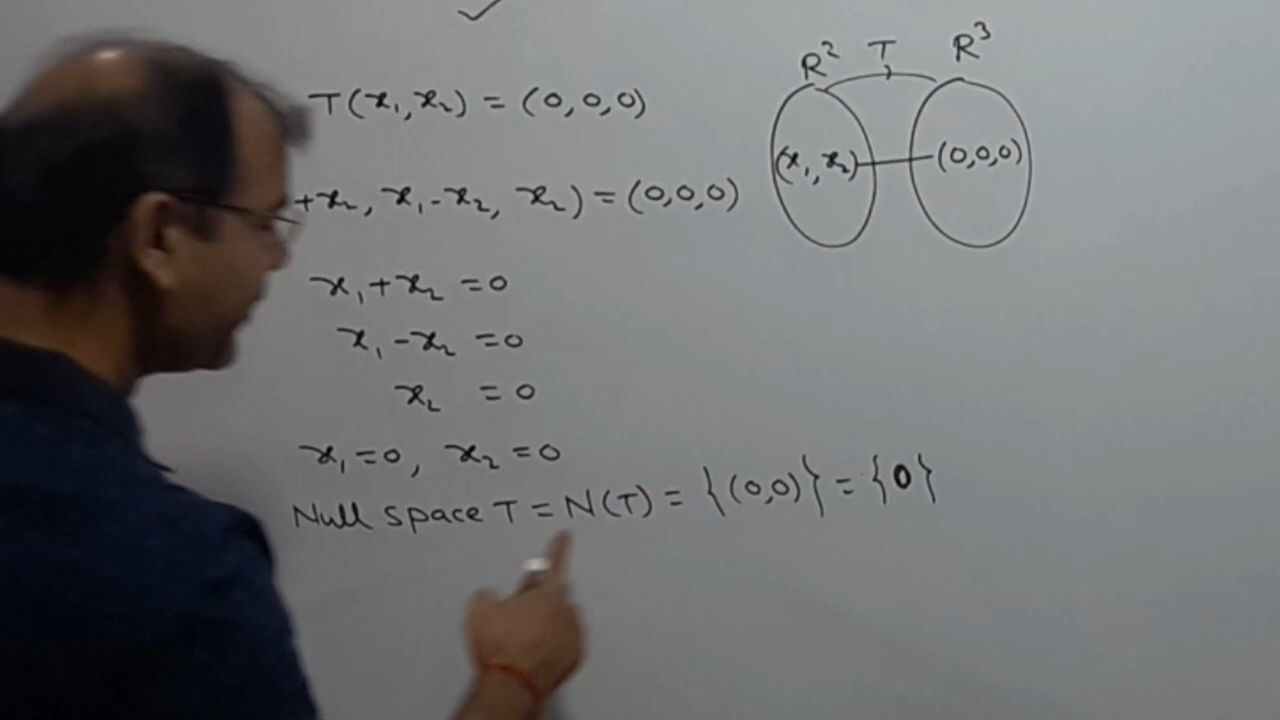 T(x₁, x₂) = (0, 0, 0)
+x₂, x₁-x₂, x₂) = (0,0,0)
x₁+x₂ =0
x₁-x₂ =0
x₂ =0
x₁=0, x₂=0
Null space T = N(T) = {(0,0)} = {0}
R² T R³
(x₁, x₂) (0,0,0)